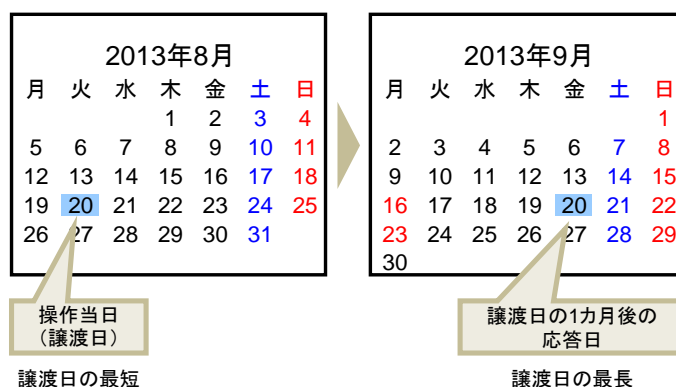 2013年8月
月 火 水 木 金 土 日
1 2 3 4
5 6 7 8 9 10 11
12 13 14 15 16 17 18
19 20 21 22 23 24 25
26 27 28 29 30 31
操作当日
（譲渡日）
譲渡日の最短
2013年9月
月 火 水 木 金 土 日
1
2 3 4 5 6 7 8
9 10 11 12 13 14 15
16 17 18 19 20 21 22
23 24 25 26 27 28 29
30
譲渡日の1カ月後の
応答日
譲渡日の最長